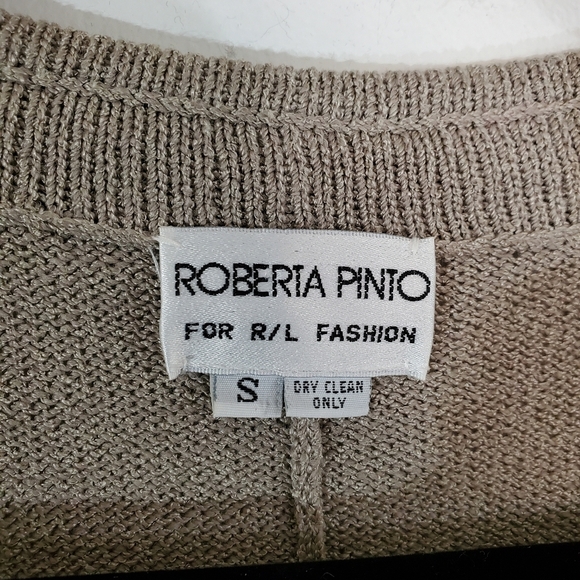 ROBERTA PINTO
FOR R/L FASHION
S
DRY CLEAN
ONLY